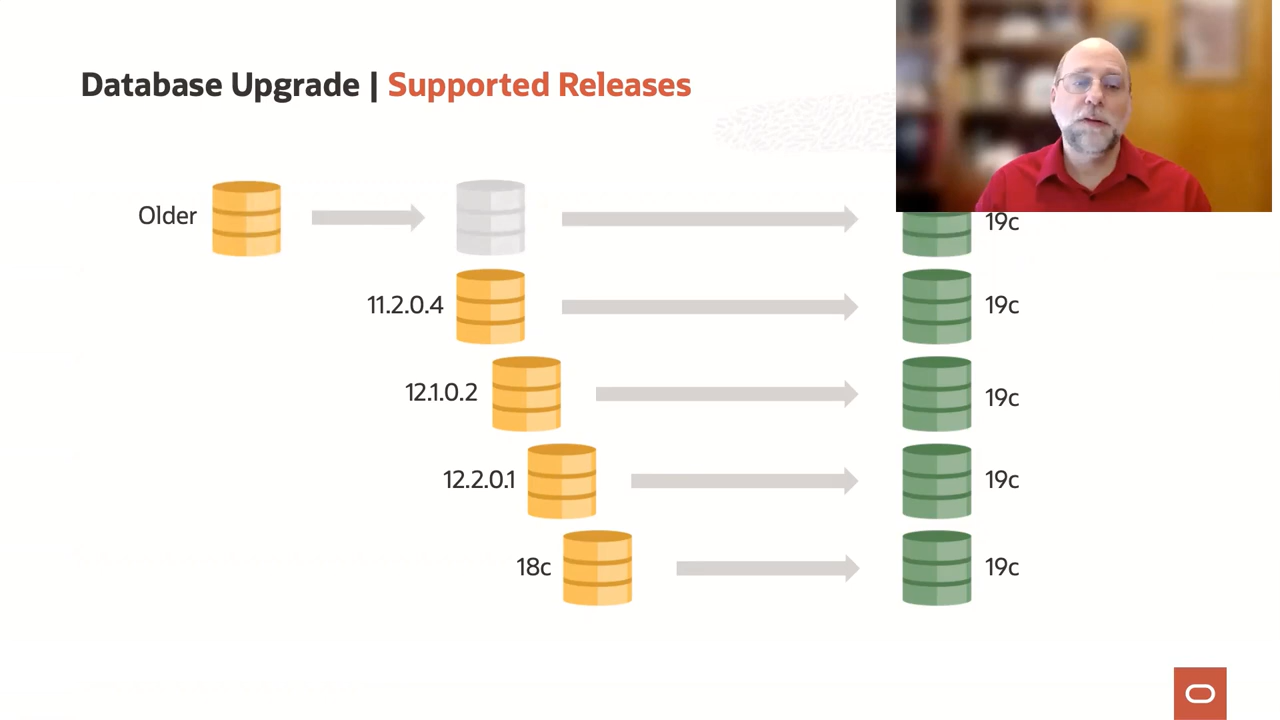 Database Upgrade | Supported Releases
Older
19c
11.2.0.4
19c
12.1.0.2
19c
12.2.0.1
19c
18c
19c